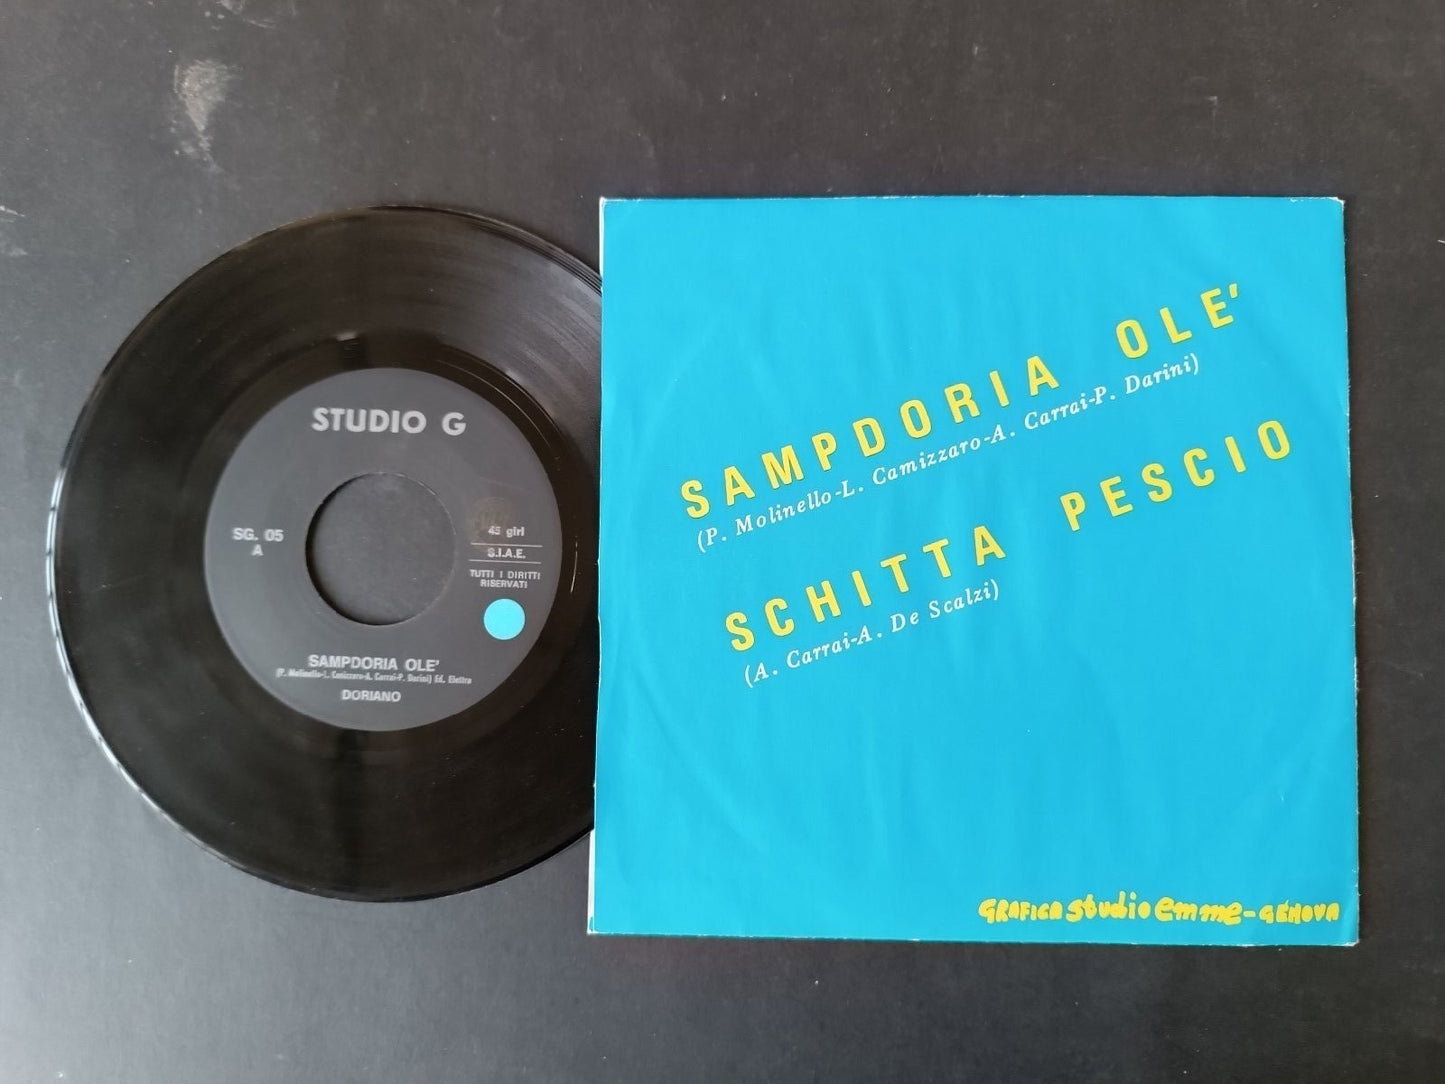 STUDIO G
SG. 05
A
45 giri
S.I.A.E.
TUTTI I DIRITTI
RISERVATI
SAMPDORIA OLE'
(P. Molinello-L. Canizzaro-A. Carrai-P. Darini) Ed. Elettra
DORIANO
SAMPDORIA OLE'
(P. Molinello-L. Camizzaro-A. Carrai-P. Darini)
SCHITTA PESCIO
(A. Carrai-A. De Scalzi)
GRAFICA studio emme - GENOVA